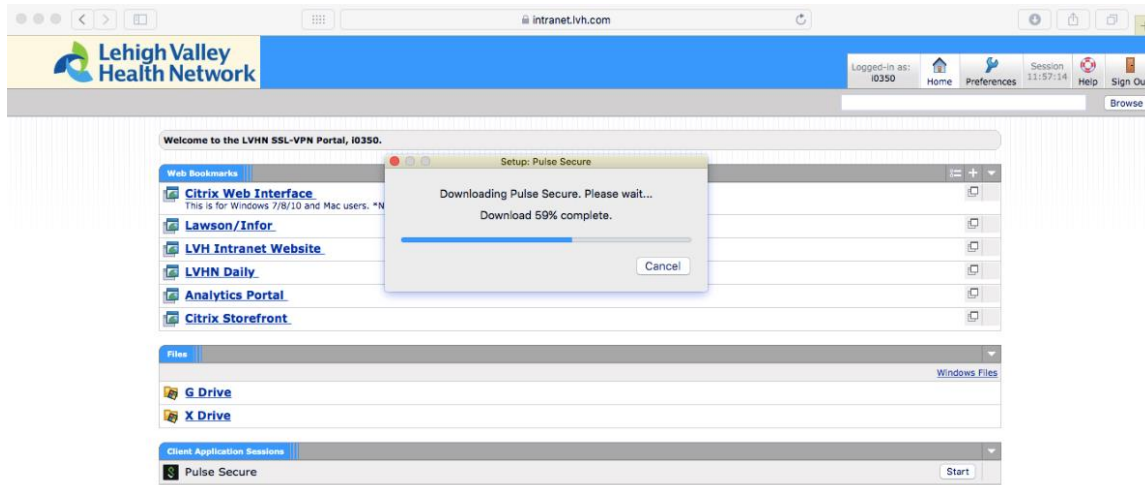 intranet.lvh.com
Lehigh Valley
Health Network
Logged-in as:
i0350
Home
Preferences
Session
11:57:14
Help
Sign Ou
Browse
Welcome to the LVHN SSL-VPN Portal, i0350.
Web Bookmarks
Setup: Pulse Secure
Citrix Web Interface
This is for Windows 7/8/10 and Mac users. *N
Downloading Pulse Secure. Please wait...
Download 59% complete.
Cancel
Lawson/Infor
LVH Intranet Website
LVHN Daily
Analytics Portal
Citrix Storefront
Files
Windows Files
G Drive
X Drive
Client Application Sessions
Pulse Secure
Start